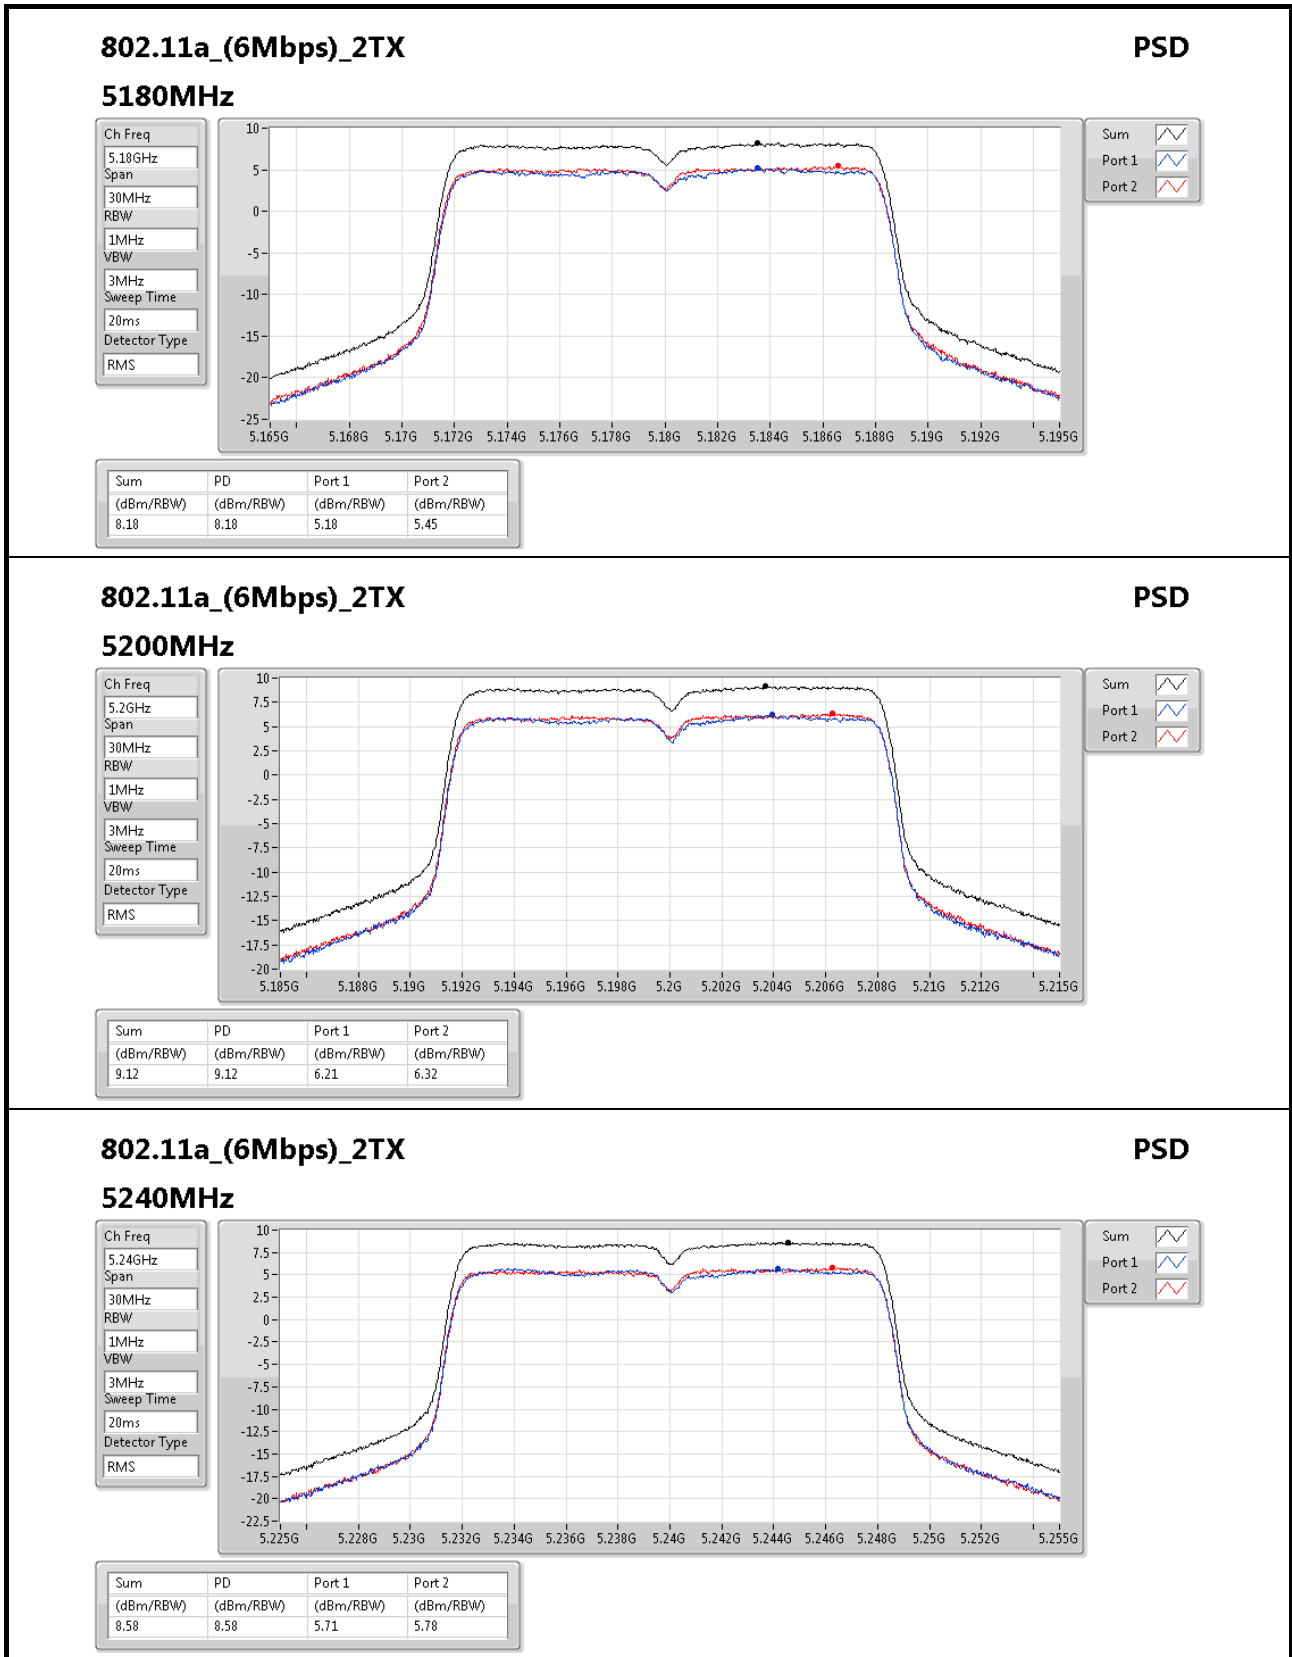 802.11a_(6Mbps)_2TX PSD
5180MHz
Ch Freq
5.18GHz
Span
30MHz
RBW
1MHz
VBW
3MHz
Sweep Time
20ms
Detector Type
RMS
10
5
0
-5
-10
-15
-20
-25
5.165G 5.168G 5.17G 5.172G 5.174G 5.176G 5.178G 5.18G 5.182G 5.184G 5.186G 5.188G 5.19G 5.192G 5.195G
Sum
Port 1
Port 2
Sum PD Port 1 Port 2
(dBm/RBW) (dBm/RBW) (dBm/RBW) (dBm/RBW)
8.18 8.18 5.18 5.45
802.11a_(6Mbps)_2TX PSD
5200MHz
Ch Freq
5.2GHz
Span
30MHz
RBW
1MHz
VBW
3MHz
Sweep Time
20ms
Detector Type
RMS
10
7.5
5
2.5
0
-2.5
-5
-7.5
-10
-12.5
-15
-17.5
-20
5.185G 5.188G 5.19G 5.192G 5.194G 5.196G 5.198G 5.2G 5.202G 5.204G 5.206G 5.208G 5.21G 5.212G 5.215G
Sum
Port 1
Port 2
Sum PD Port 1 Port 2
(dBm/RBW) (dBm/RBW) (dBm/RBW) (dBm/RBW)
9.12 9.12 6.21 6.32
802.11a_(6Mbps)_2TX PSD
5240MHz
Ch Freq
5.24GHz
Span
30MHz
RBW
1MHz
VBW
3MHz
Sweep Time
20ms
Detector Type
RMS
10
7.5
5
2.5
0
-2.5
-5
-7.5
-10
-12.5
-15
-17.5
-20
-22.5
5.225G 5.228G 5.23G 5.232G 5.234G 5.236G 5.238G 5.24G 5.242G 5.244G 5.246G 5.248G 5.25G 5.252G 5.255G
Sum
Port 1
Port 2
Sum PD Port 1 Port 2
(dBm/RBW) (dBm/RBW) (dBm/RBW) (dBm/RBW)
8.58 8.58 5.71 5.78